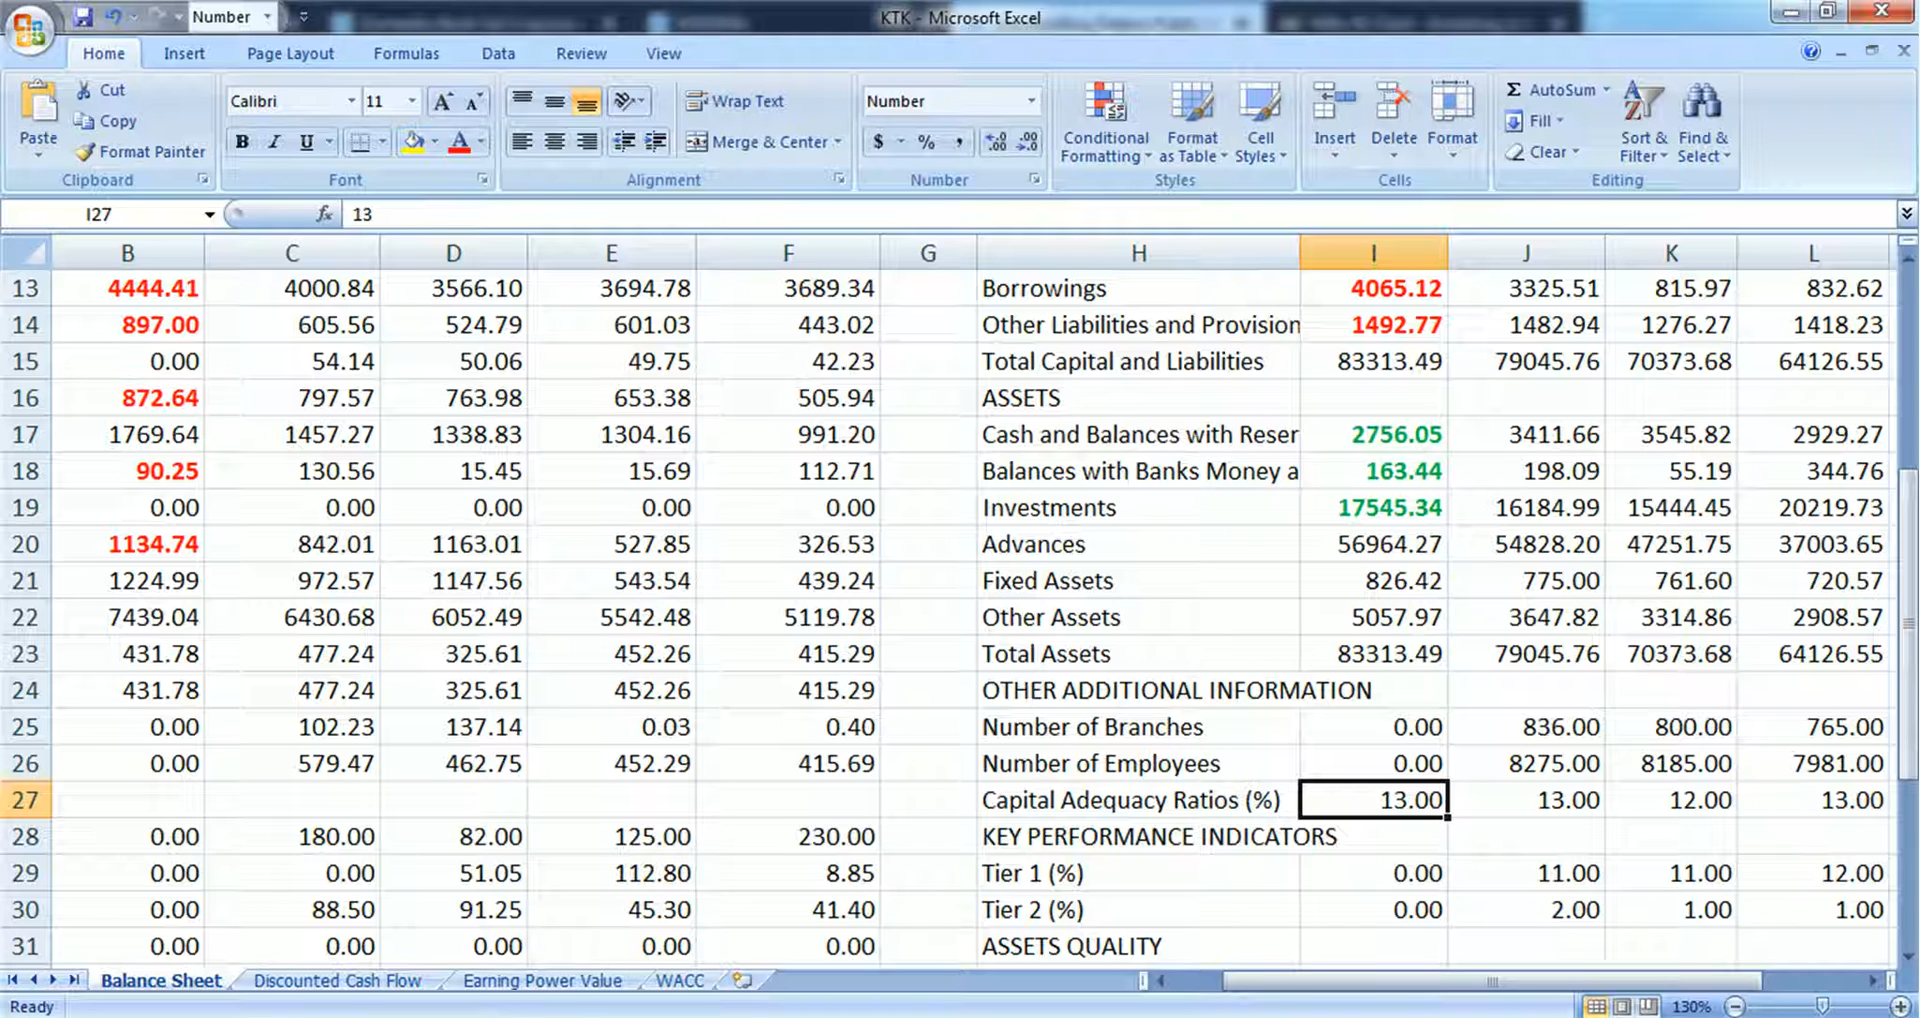 Number
KTK - Microsoft Excel
Home Insert Page Layout Formulas Data Review View
Paste
Cut
Copy
Format Painter
Clipboard
Calibri 11
B I U
Font
Wrap Text
Merge & Center
Alignment
Number
$ % ,
Number
Conditional Formatting
Format as Table
Cell Styles
Styles
Insert Delete Format
Cells
Σ AutoSum
Fill
Clear
Sort & Filter
Find & Select
Editing
I27 fx 13
B C D E F G H I J K L
13 4444.41 4000.84 3566.10 3694.78 3689.34 Borrowings 4065.12 3325.51 815.97 832.62
14 897.00 605.56 524.79 601.03 443.02 Other Liabilities and Provision 1492.77 1482.94 1276.27 1418.23
15 0.00 54.14 50.06 49.75 42.23 Total Capital and Liabilities 83313.49 79045.76 70373.68 64126.55
16 872.64 797.57 763.98 653.38 505.94 ASSETS
17 1769.64 1457.27 1338.83 1304.16 991.20 Cash and Balances with Reser 2756.05 3411.66 3545.82 2929.27
18 90.25 130.56 15.45 15.69 112.71 Balances with Banks Money a 163.44 198.09 55.19 344.76
19 0.00 0.00 0.00 0.00 0.00 Investments 17545.34 16184.99 15444.45 20219.73
20 1134.74 842.01 1163.01 527.85 326.53 Advances 56964.27 54828.20 47251.75 37003.65
21 1224.99 972.57 1147.56 543.54 439.24 Fixed Assets 826.42 775.00 761.60 720.57
22 7439.04 6430.68 6052.49 5542.48 5119.78 Other Assets 5057.97 3647.82 3314.86 2908.57
23 431.78 477.24 325.61 452.26 415.29 Total Assets 83313.49 79045.76 70373.68 64126.55
24 431.78 477.24 325.61 452.26 415.29 OTHER ADDITIONAL INFORMATION
25 0.00 102.23 137.14 0.03 0.40 Number of Branches 0.00 836.00 800.00 765.00
26 0.00 579.47 462.75 452.29 415.69 Number of Employees 0.00 8275.00 8185.00 7981.00
27 Capital Adequacy Ratios (%) 13.00 13.00 12.00 13.00
28 0.00 180.00 82.00 125.00 230.00 KEY PERFORMANCE INDICATORS
29 0.00 0.00 51.05 112.80 8.85 Tier 1 (%) 0.00 11.00 11.00 12.00
30 0.00 88.50 91.25 45.30 41.40 Tier 2 (%) 0.00 2.00 1.00 1.00
31 0.00 0.00 0.00 0.00 0.00 ASSETS QUALITY
Balance Sheet Discounted Cash Flow Earning Power Value WACC
Ready 130%